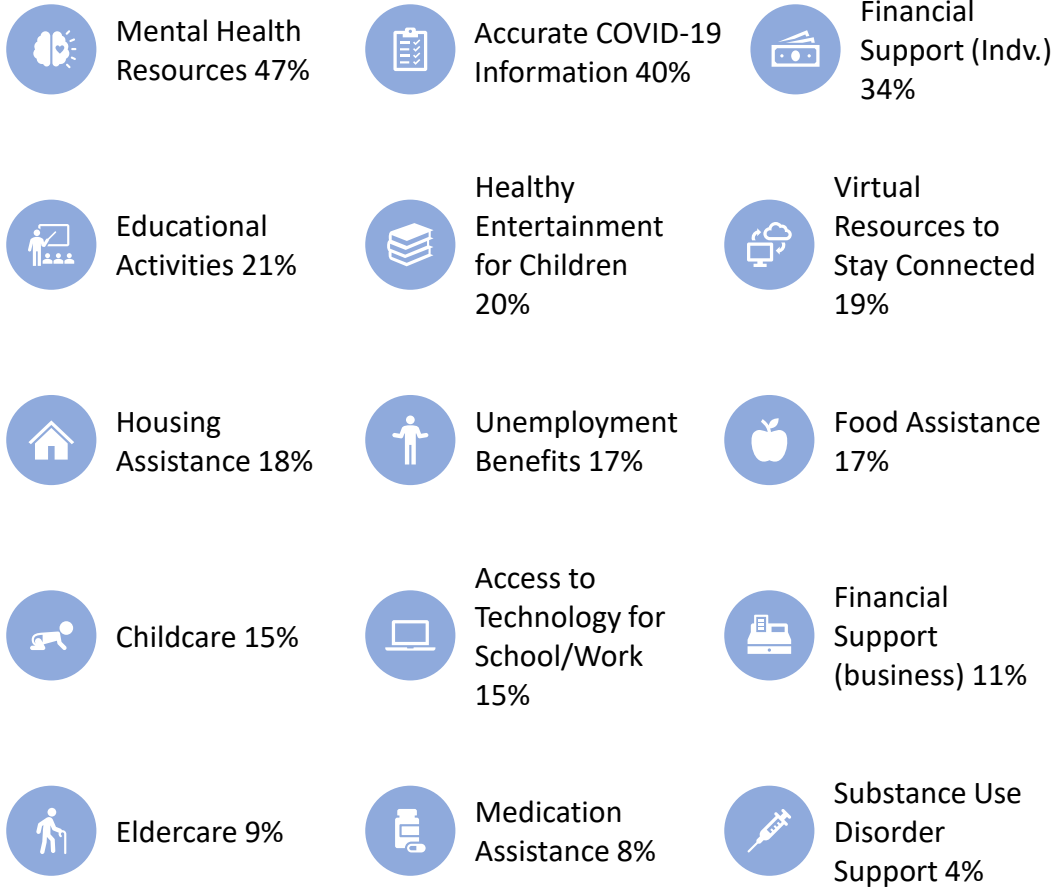 Mental Health
Resources 47%
Accurate COVID-19
Information 40%
Financial
Support (Indv.)
34%
Educational
Activities 21%
Healthy
Entertainment
for Children
20%
Virtual
Resources to
Stay Connected
19%
Housing
Assistance 18%
Unemployment
Benefits 17%
Food Assistance
17%
Childcare 15%
Access to
Technology for
School/Work
15%
Financial
Support
(business) 11%
Eldercare 9%
Medication
Assistance 8%
Substance Use
Disorder
Support 4%